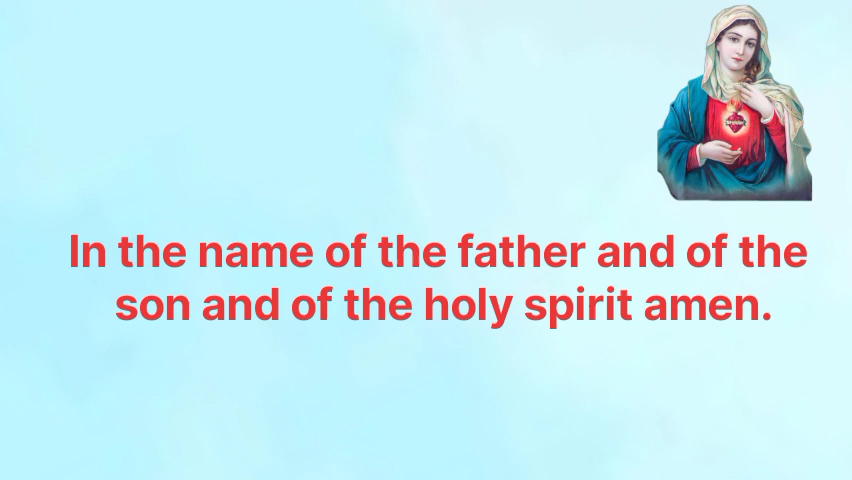 In the name of the father and of the
son and of the holy spirit amen.